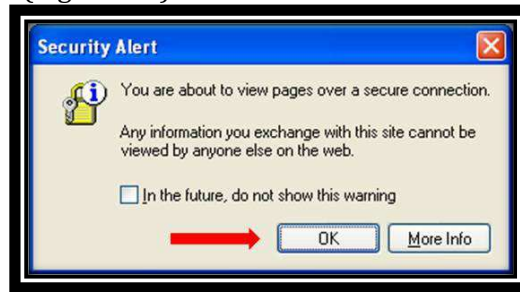 Security Alert
You are about to view pages over a secure connection.
Any information you exchange with this site cannot be
viewed by anyone else on the web.
In the future, do not show this warning
OK More Info